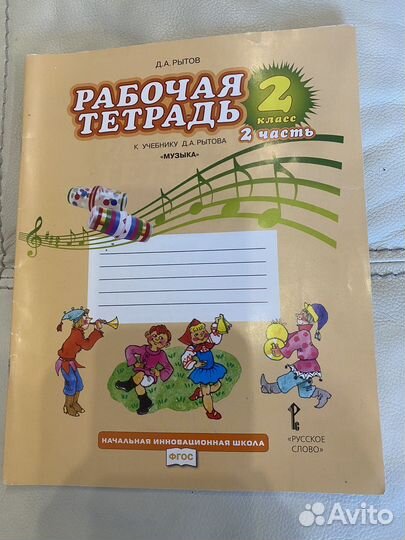 Д.А. РЫТОВ
РАБОЧАЯ
ТЕТРАДЬ
2
класс
2 часть
К УЧЕБНИКУ Д.А. РЫТОВА
«МУЗЫКА»
НАЧАЛЬНАЯ ИННОВАЦИОННАЯ ШКОЛА
ФГОС
«РУССКОЕ
СЛОВО»
Avito